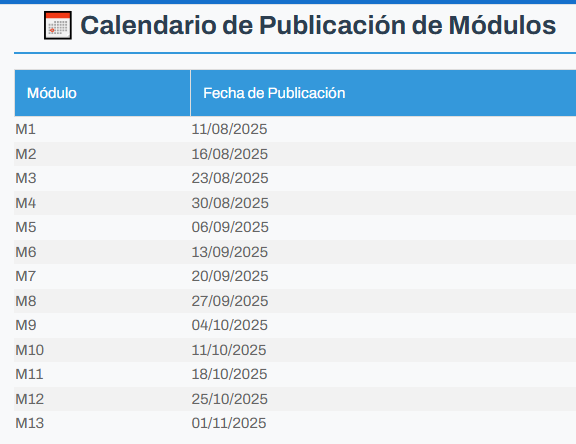 Calendario de Publicación de Módulos
Módulo Fecha de Publicación
M1 11/08/2025
M2 16/08/2025
M3 23/08/2025
M4 30/08/2025
M5 06/09/2025
M6 13/09/2025
M7 20/09/2025
M8 27/09/2025
M9 04/10/2025
M10 11/10/2025
M11 18/10/2025
M12 25/10/2025
M13 01/11/2025